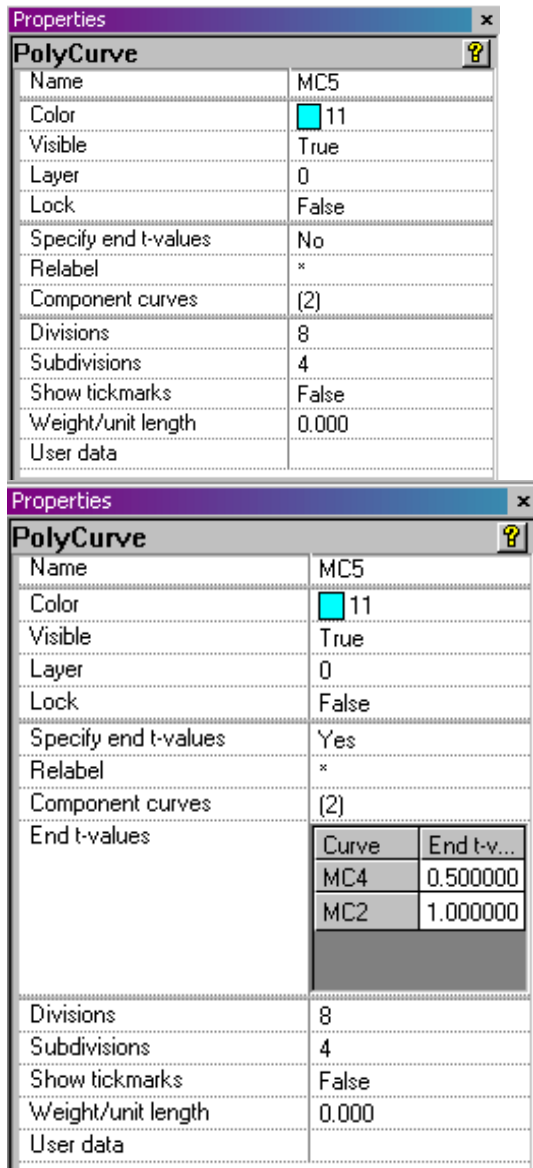 Properties ×
PolyCurve ?
Name MC5
Color 11
Visible True
Layer 0
Lock False
Specify end t-values No
Relabel *
Component curves (2)
Divisions 8
Subdivisions 4
Show tickmarks False
Weight/unit length 0.000
User data
Properties ×
PolyCurve ?
Name MC5
Color 11
Visible True
Layer 0
Lock False
Specify end t-values Yes
Relabel *
Component curves (2)
End t-values Curve End t-v...
MC4 0.500000
MC2 1.000000
Divisions 8
Subdivisions 4
Show tickmarks False
Weight/unit length 0.000
User data